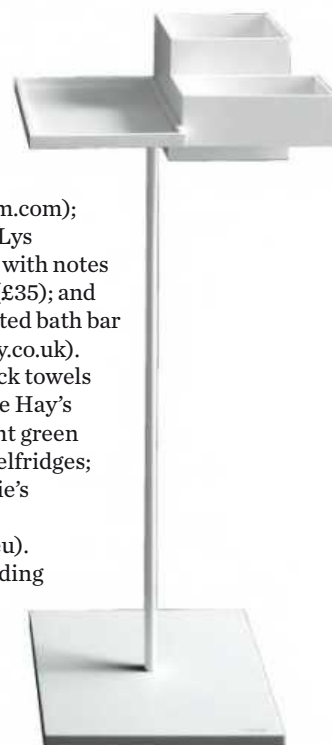 m.com);
Lys
with notes
(£35); and
ted bath bar
y.co.uk).
ck towels
e Hay's
nt green
elfridges;
ie's
eu).
ding